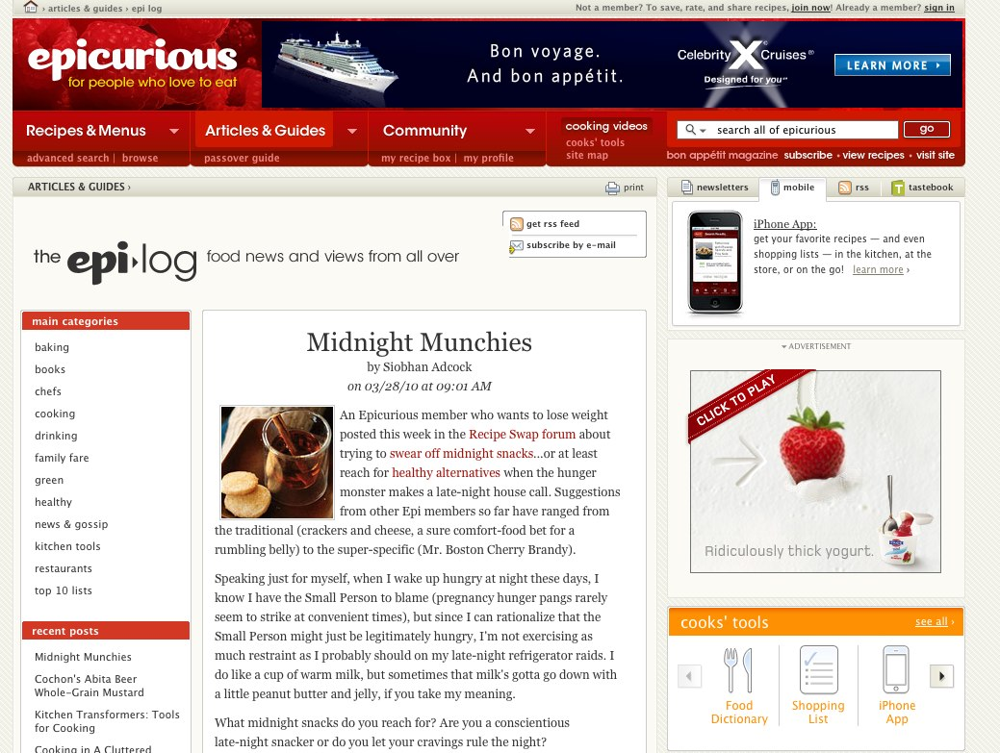 › articles & guides › epi log
Not a member? To save, rate, and share recipes, join now! Already a member? sign in
epicurious
for people who love to eat
Bon voyage.
And bon appétit.
Celebrity X Cruises®
Designed for you℠
LEARN MORE
Recipes & Menus
Articles & Guides
Community
cooking videos
cooks' tools
site map
search all of epicurious
go
advanced search | browse
passover guide
my recipe box | my profile
bon appétit magazine subscribe • view recipes • visit site
ARTICLES & GUIDES ›
print
newsletters
mobile
rss
tastebook
get rss feed
subscribe by e-mail
the epi·log food news and views from all over
iPhone App:
get your favorite recipes — and even
shopping lists — in the kitchen, at the
store, or on the go! learn more ›
main categories
baking
books
chefs
cooking
drinking
family fare
green
healthy
news & gossip
kitchen tools
restaurants
top 10 lists
recent posts
Midnight Munchies
Cochon's Abita Beer
Whole-Grain Mustard
Kitchen Transformers: Tools
for Cooking
Cooking in A Cluttered
Midnight Munchies
by Siobhan Adcock
on 03/28/10 at 09:01 AM
An Epicurious member who wants to lose weight
posted this week in the Recipe Swap forum about
trying to swear off midnight snacks...or at least
reach for healthy alternatives when the hunger
monster makes a late-night house call. Suggestions
from other Epi members so far have ranged from
the traditional (crackers and cheese, a sure comfort-food bet for a
rumbling belly) to the super-specific (Mr. Boston Cherry Brandy).
Speaking just for myself, when I wake up hungry at night these days, I
know I have the Small Person to blame (pregnancy hunger pangs rarely
seem to strike at convenient times), but since I can rationalize that the
Small Person might just be legitimately hungry, I'm not exercising as
much restraint as I probably should on my late-night refrigerator raids. I
do like a cup of warm milk, but sometimes that milk's gotta go down with
a little peanut butter and jelly, if you take my meaning.
What midnight snacks do you reach for? Are you a conscientious
late-night snacker or do you let your cravings rule the night?
ADVERTISEMENT
CLICK TO PLAY
Ridiculously thick yogurt.
cooks' tools
see all ›
Food
Dictionary
Shopping
List
iPhone
App